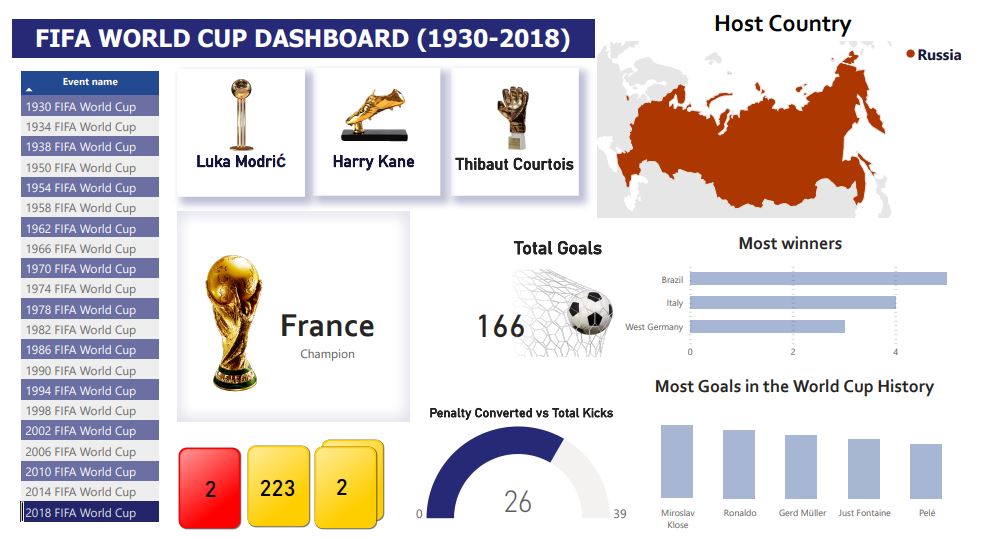 FIFA WORLD CUP DASHBOARD (1930-2018)
Event name
1930 FIFA World Cup
1934 FIFA World Cup
1938 FIFA World Cup
1950 FIFA World Cup
1954 FIFA World Cup
1958 FIFA World Cup
1962 FIFA World Cup
1966 FIFA World Cup
1970 FIFA World Cup
1974 FIFA World Cup
1978 FIFA World Cup
1982 FIFA World Cup
1986 FIFA World Cup
1990 FIFA World Cup
1994 FIFA World Cup
1998 FIFA World Cup
2002 FIFA World Cup
2006 FIFA World Cup
2010 FIFA World Cup
2014 FIFA World Cup
2018 FIFA World Cup
Luka Modrić
Harry Kane
Thibaut Courtois
Host Country
Russia
France
Champion
Total Goals
166
Most winners
Brazil
Italy
West Germany
0 2 4
2
223
2
Penalty Converted vs Total Kicks
26
0 39
Most Goals in the World Cup History
Miroslav
Klose
Ronaldo
Gerd Müller
Just Fontaine
Pelé